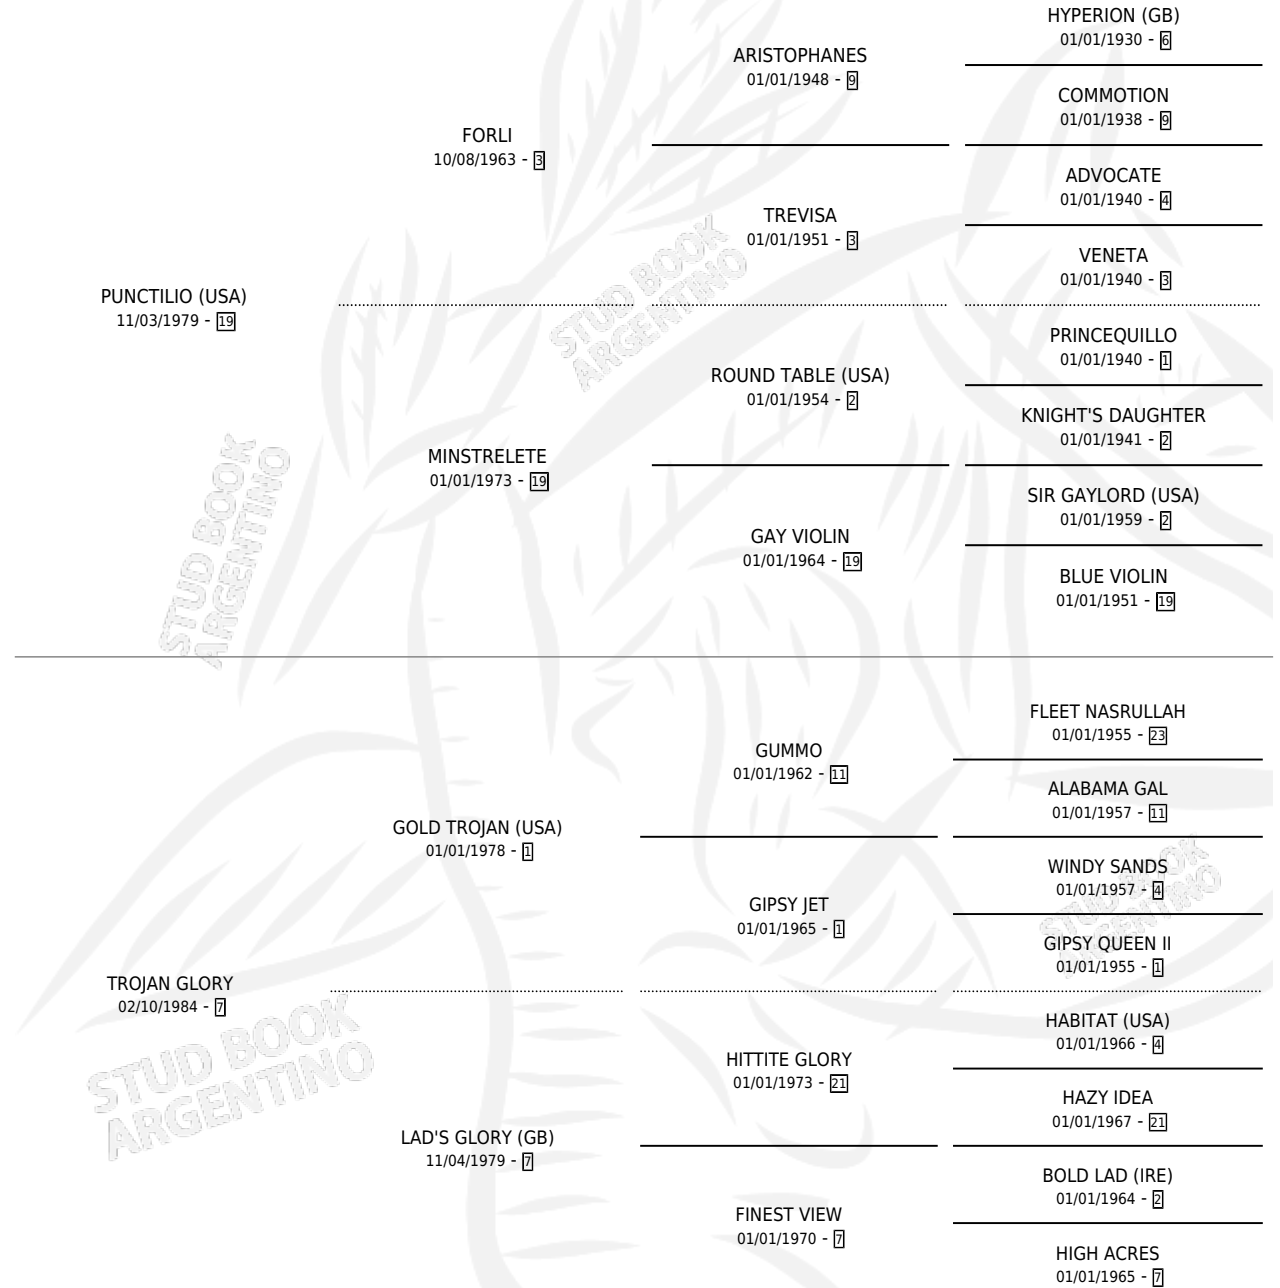 HYPERION (GB)
01/01/1930 - 6
ARISTOPHANES
01/01/1948 - 9
COMMOTION
01/01/1938 - 9
FORLI
10/08/1963 - 3
ADVOCATE
01/01/1940 - 4
TREVISA
01/01/1951 - 3
VENETA
01/01/1940 - 3
PUNCTILIO (USA)
11/03/1979 - 19
PRINCEQUILLO
01/01/1940 - 1
ROUND TABLE (USA)
01/01/1954 - 2
KNIGHT'S DAUGHTER
01/01/1941 - 2
MINSTRELETE
01/01/1973 - 19
SIR GAYLORD (USA)
01/01/1959 - 2
GAY VIOLIN
01/01/1964 - 19
BLUE VIOLIN
01/01/1951 - 19
STUD BOOK
ARGENTINO
STUD BOOK
ARGENTINO
FLEET NASRULLAH
01/01/1955 - 23
GUMMO
01/01/1962 - 11
ALABAMA GAL
01/01/1957 - 11
GOLD TROJAN (USA)
01/01/1978 - 1
WINDY SANDS
01/01/1957 - 4
GIPSY JET
01/01/1965 - 1
GIPSY QUEEN II
01/01/1955 - 1
TROJAN GLORY
02/10/1984 - 7
HABITAT (USA)
01/01/1966 - 4
HITTITE GLORY
01/01/1973 - 21
HAZY IDEA
01/01/1967 - 21
LAD'S GLORY (GB)
11/04/1979 - 7
BOLD LAD (IRE)
01/01/1964 - 2
FINEST VIEW
01/01/1970 - 7
HIGH ACRES
01/01/1965 - 7
STUD BOOK
ARGENTINO
STUD BOOK
ARGENTINO